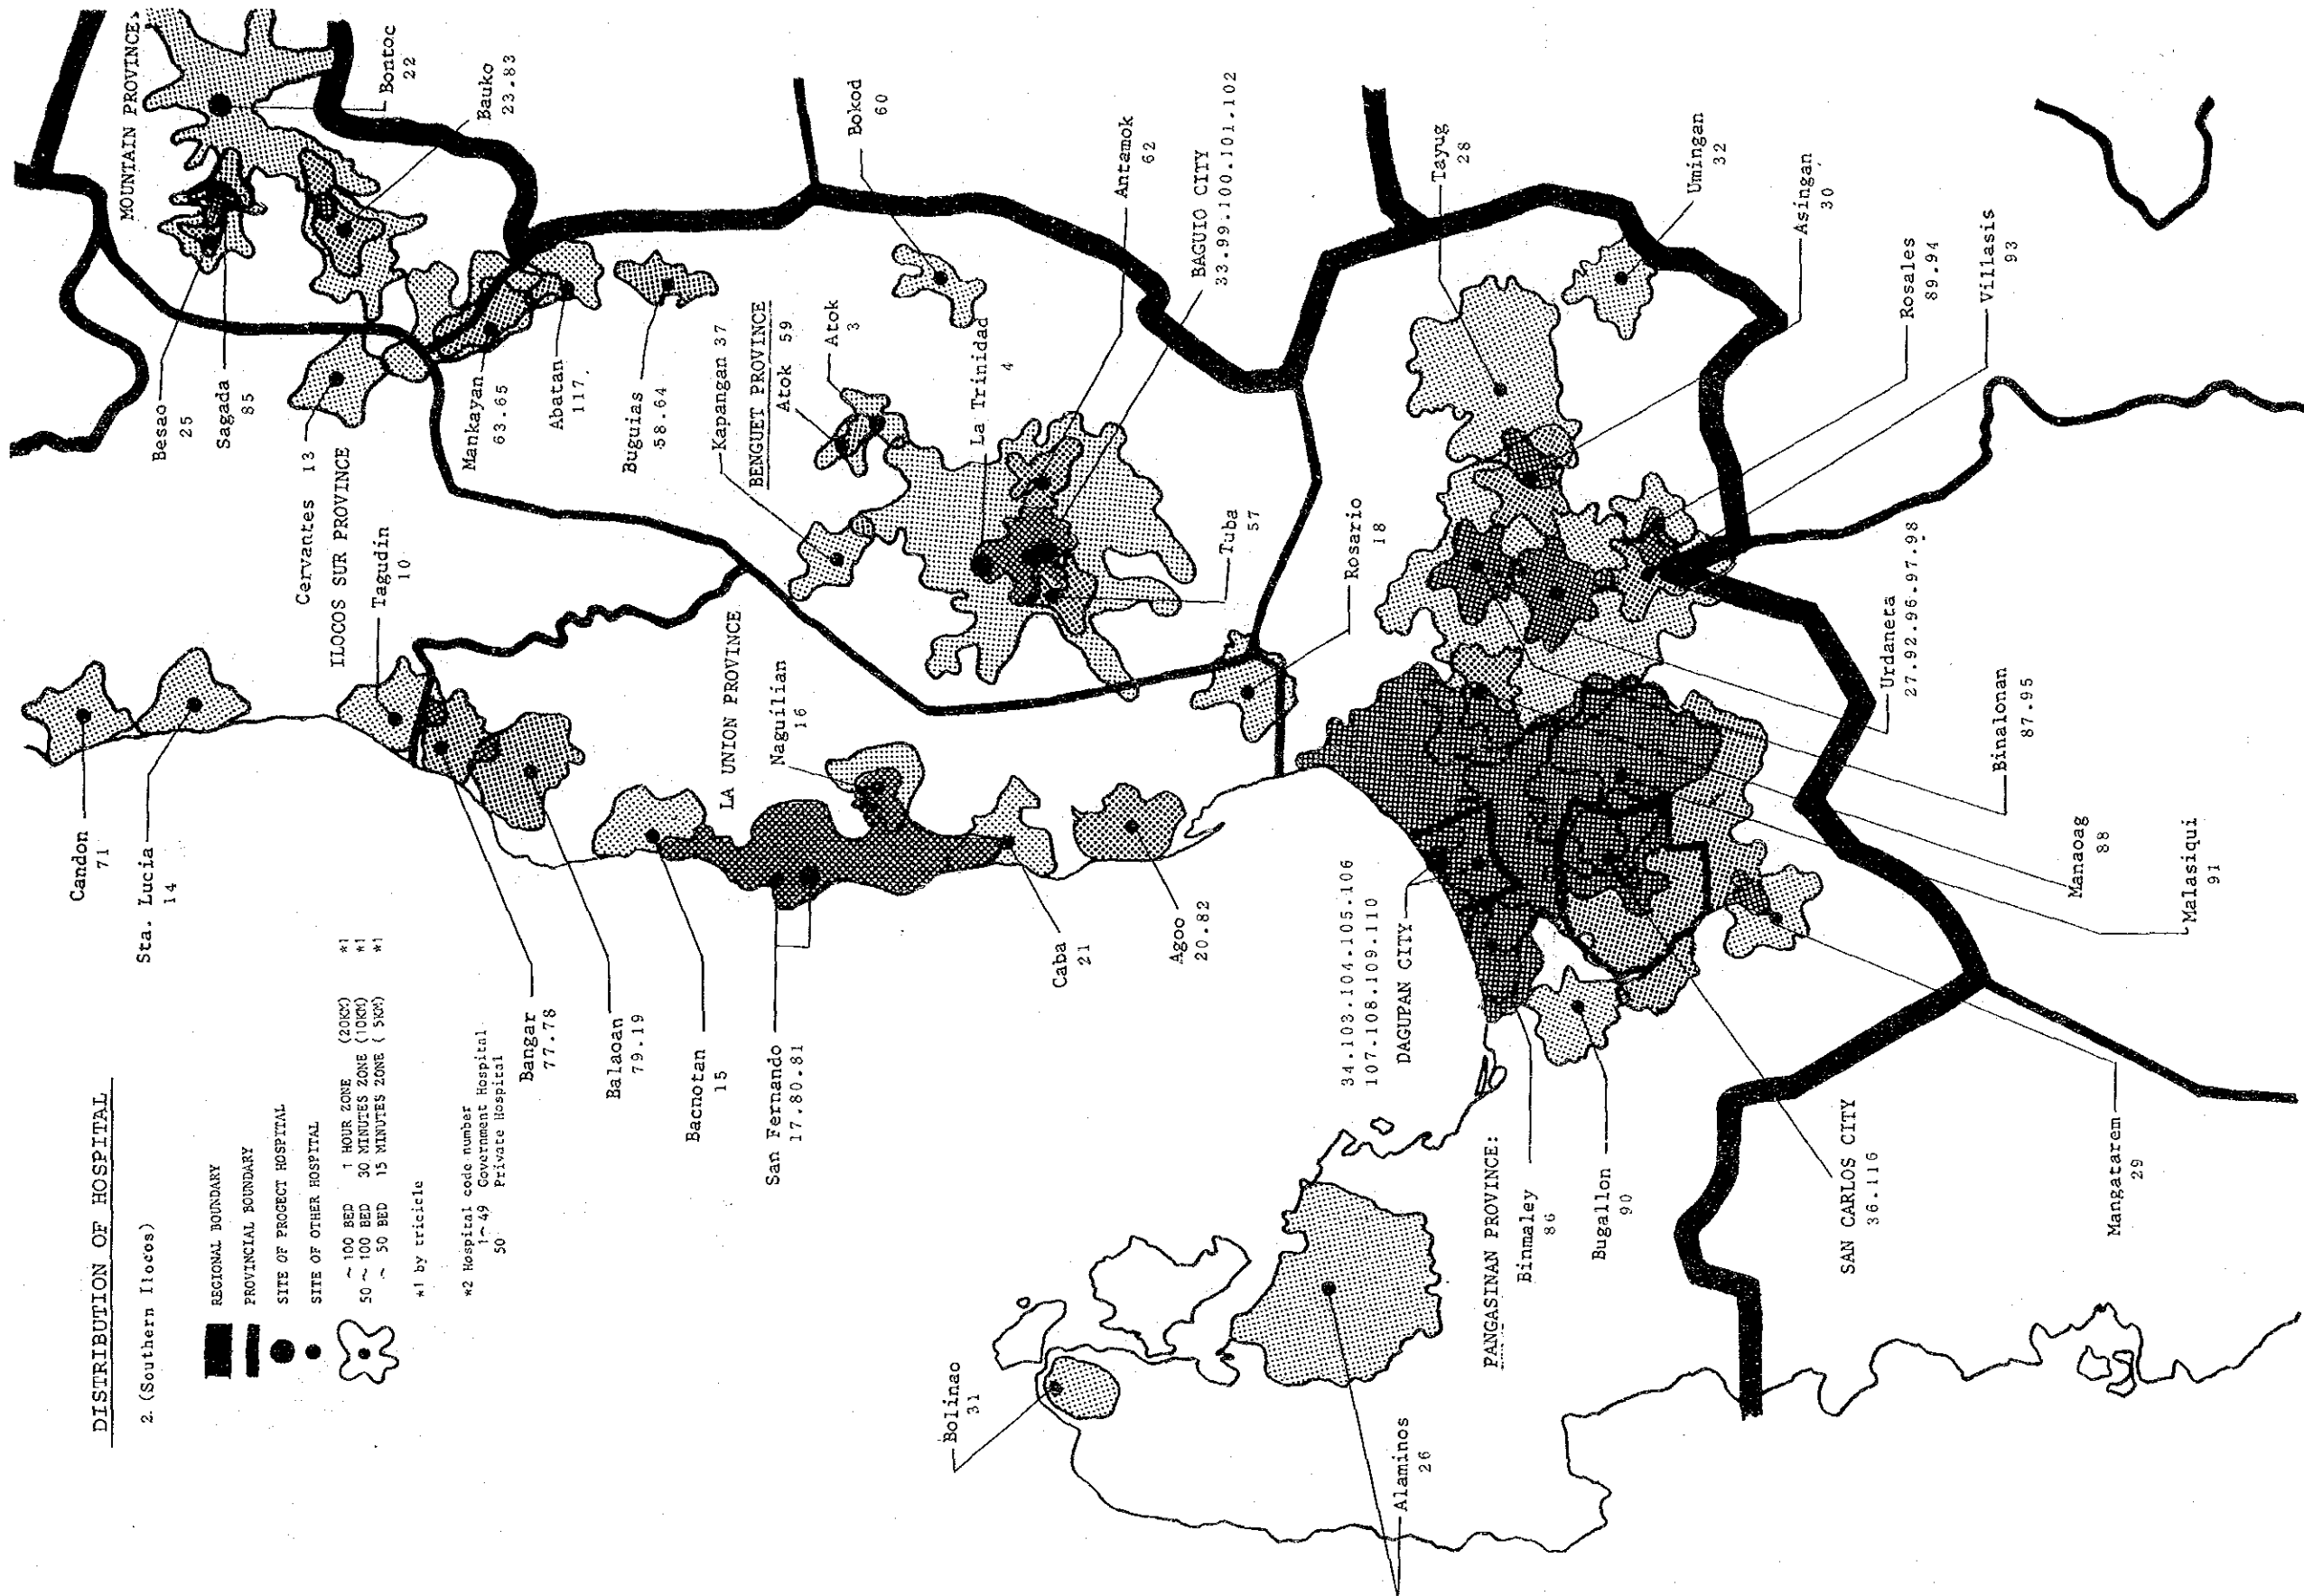 DISTRIBUTION OF HOSPITAL
2. (Southern Ilocos)
REGIONAL BOUNDARY
PROVINCIAL BOUNDARY
SITE OF PROGECT HOSPITAL
SITE OF OTHER HOSPITAL
50 ~ 100 BED 1 HOUR ZONE (20KM) *1
50 ~ 100 BED 30 MINUTES ZONE (10KM) *1
~ 50 BED 15 MINUTES ZONE ( 5KM) *1
*1 by tricicle
*2 Hospital code number
1~49 Government Hospital
50 Private Hospital
Candon
71
Sta. Lucia
14
Cervantes 13
ILOCOS SUR PROVINCE
Tagudin
10
Besao
25
Sagada
85
MOUNTAIN PROVINCE
Bontoc
22
Bauko
23.83
Mankayan
63.65
Abatan
117
Buguias
58.64
Kapangan 37
BENGUET PROVINCE
Atok 59
Atok
3
Bokod
60
La Trinidad
4
Antamok
62
BAGUIO CITY
33.99.100.101.102
Tuba
57
Bangar
77.78
Balaoan
79.19
Bacnotan
15
LA UNION PROVINCE
Naguilian
16
San Fernando
17.80.81
Caba
21
Agoo
20.82
Rosario
18
34.103.104.105.106
107.108.109.110
DAGUPAN CITY
PANGASINAN PROVINCE:
Binmaley
86
Bugallon
90
SAN CARLOS CITY
36.116
Mangatarem
29
Bolinao
31
Alaminos
26
Tayug
28
Umingan
32
Asingan
30
Rosales
89.94
Villasis
93
Urdaneta
27.92.96.97.98
Binalonan
87.95
Manaoag
88
Malasiqui
91